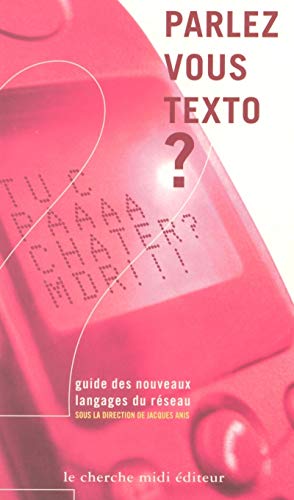 PARLEZ
VOUS
TEXTO
?
TU C
PAAAA
CHATER?
MDR!!!
guide des nouveaux
langages du réseau
SOUS LA DIRECTION DE JACQUES ANIS
le cherche midi éditeur